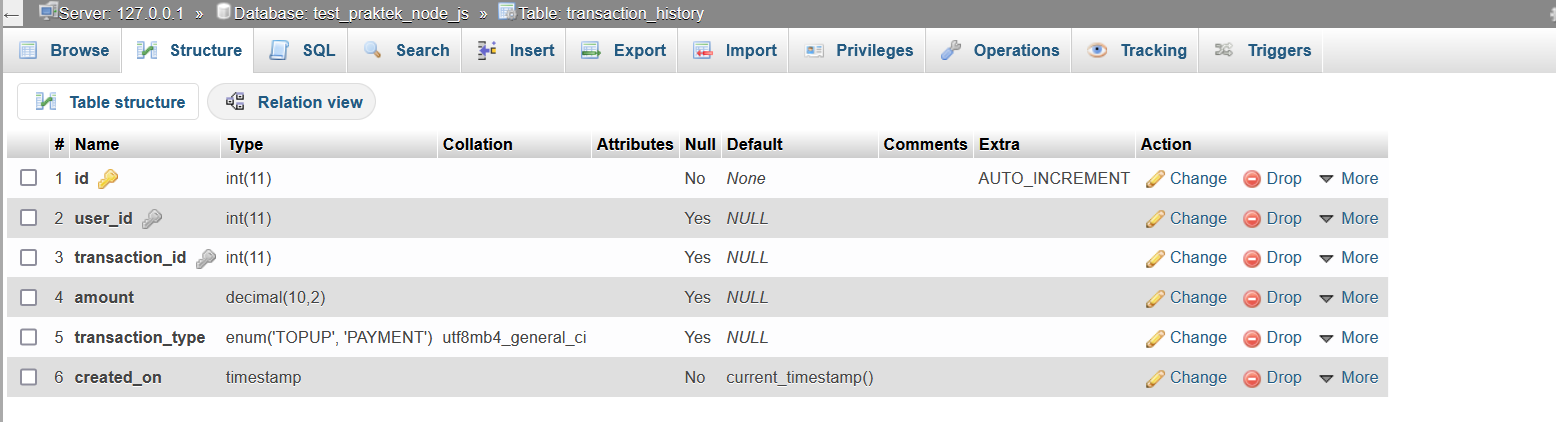 Server: 127.0.0.1 » Database: test_praktek_node_js » Table: transaction_history
Browse Structure SQL Search Insert Export Import Privileges Operations Tracking Triggers
Table structure Relation view
# Name Type Collation Attributes Null Default Comments Extra Action
1 id int(11) No None AUTO_INCREMENT Change Drop More
2 user_id int(11) Yes NULL Change Drop More
3 transaction_id int(11) Yes NULL Change Drop More
4 amount decimal(10,2) Yes NULL Change Drop More
5 transaction_type enum('TOPUP', 'PAYMENT') utf8mb4_general_ci Yes NULL Change Drop More
6 created_on timestamp No current_timestamp() Change Drop More